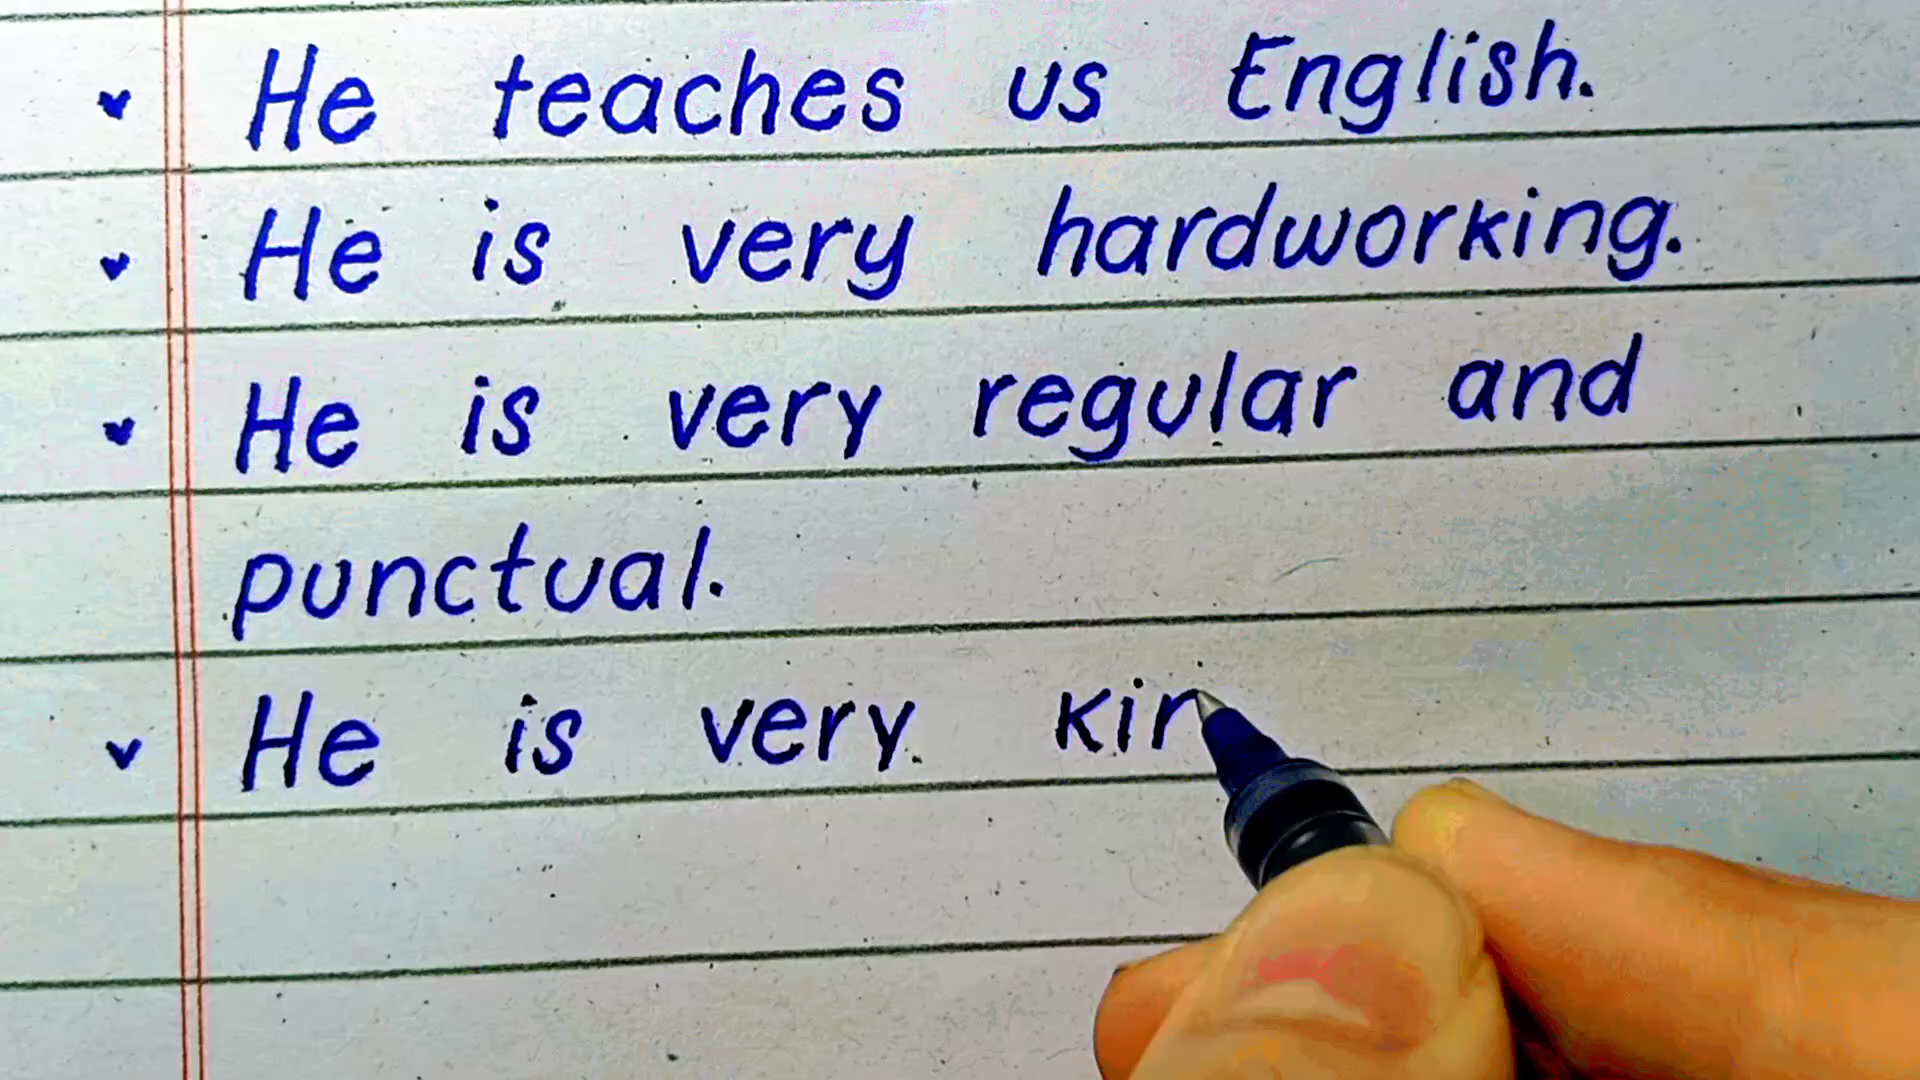 He teaches us English.
He is very hardworking.
He is very regular and
punctual.
He is very